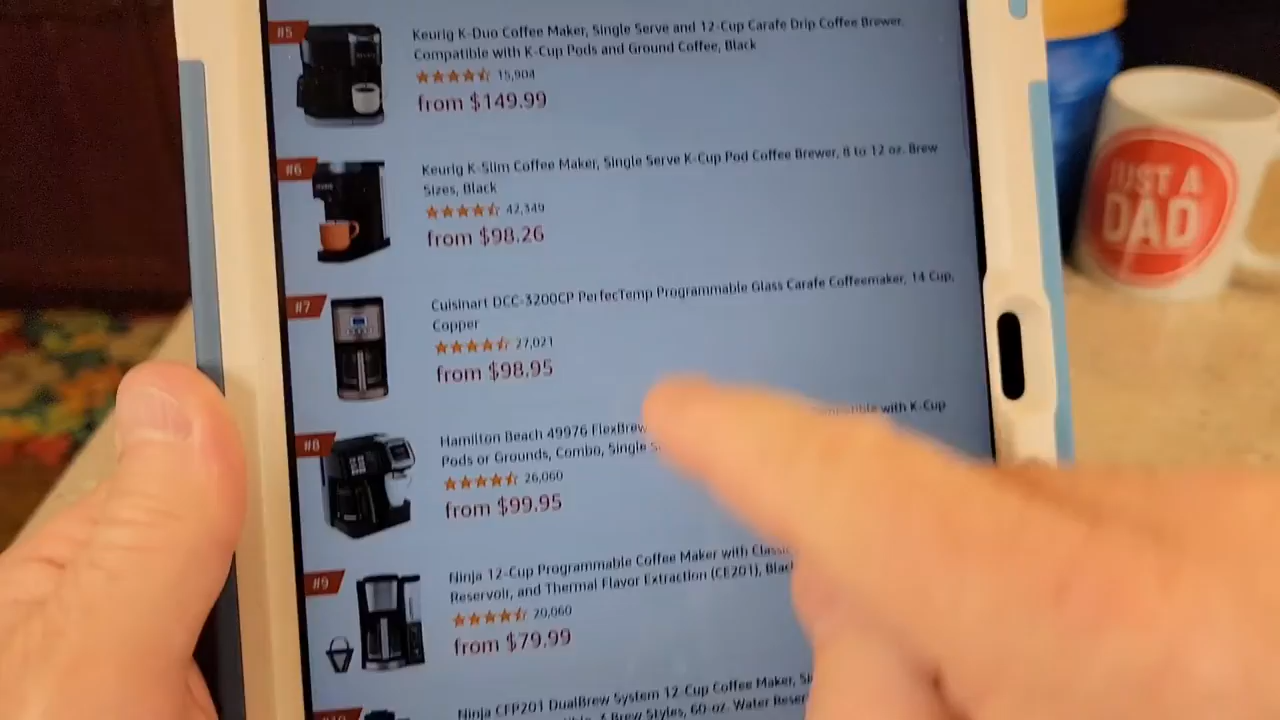 #5
Keurig K-Duo Coffee Maker, Single Serve and 12-Cup Carafe Drip Coffee Brewer,
Compatible with K-Cup Pods and Ground Coffee, Black
15,904
from $149.99
#6
Keurig K-Slim Coffee Maker, Single Serve K-Cup Pod Coffee Brewer, 8 to 12 oz. Brew
Sizes, Black
42,349
from $98.26
#7
Cuisinart DCC-3200CP PerfecTemp Programmable Glass Carafe Coffeemaker, 14 Cup,
Copper
27,021
from $98.95
#8
Hamilton Beach 49976 FlexBrew with K-Cup
Pods or Grounds, Combo, Single
26,060
from $99.95
#9
Ninja 12-Cup Programmable Coffee Maker with Classic
Reservoir, and Thermal Flavor Extraction (CE201), Black
20,060
from $79.99
Ninja CFP201 DualBrew System 12-Cup Coffee Maker,
6 Brew Styles, 60-oz. Water
JUST A
DAD